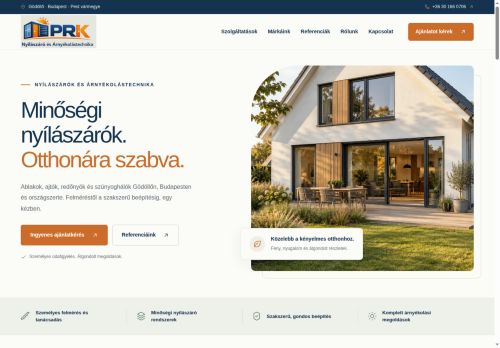 Gödöllő · Budapest · Pest vármegye
+36 30 166 0706
PRK
Nyílászáró és Árnyékolástechnika
Szolgáltatások
Márkáink
Referenciák
Rólunk
Kapcsolat
Ajánlatot kérek
NYÍLÁSZÁRÓK ÉS ÁRNYÉKOLÁSTECHNIKA
Minőségi
nyílászárók.
Otthonára szabva.
Ablakok, ajtók, redőnyök és szúnyoghálók Gödöllőn, Budapesten
és országszerte. Felméréstől a szakszerű beépítésig, egy
kézben.
Ingyenes ajánlatkérés
Referenciáink
Személyes odafigyelés. Átgondolt megoldások.
Közelebb a kényelmes otthonhoz.
Fény, nyugalom és átgondolt részletek.
Személyes felmérés és
tanácsadás
Minőségi nyílászáró
rendszerek
Szakszerű, gondos beépítés
Komplett árnyékolási
megoldások